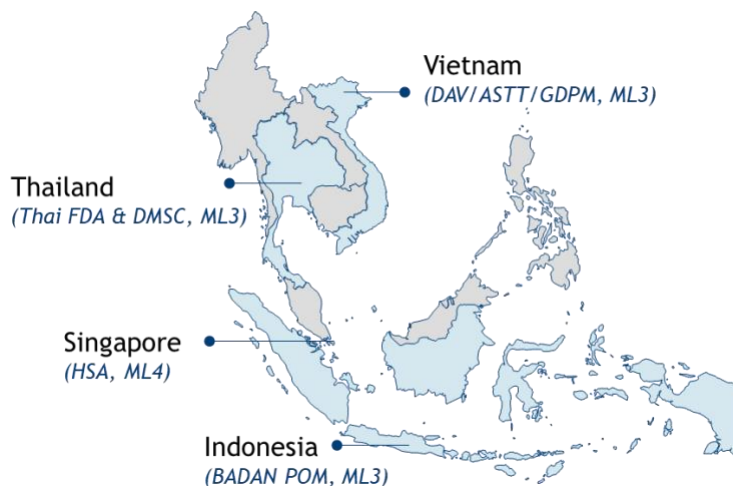 Vietnam
(DAV/ASTT/GDPM, ML3)
Thailand
(Thai FDA & DMSC, ML3)
Singapore
(HSA, ML4)
Indonesia
(BADAN POM, ML3)